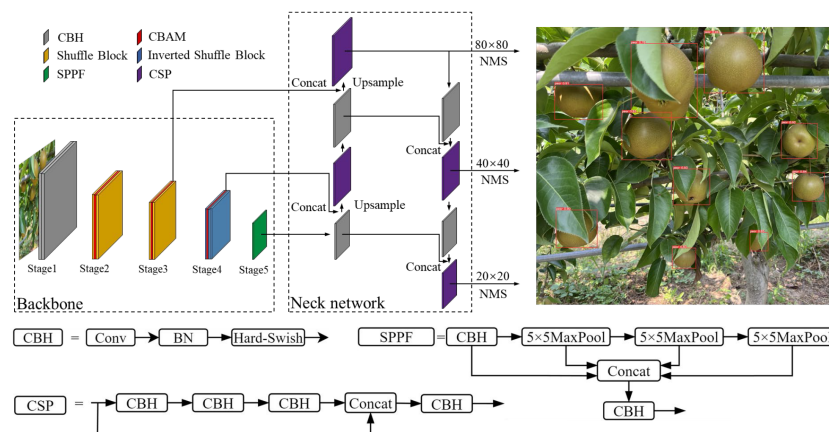 CBH
CBAM
Shuffle Block
Inverted Shuffle Block
SPPF
CSP
80×80
NMS
Concat
Upsample
Concat
40×40
NMS
Concat
Upsample
Concat
20×20
NMS
Stage1
Stage2
Stage3
Stage4
Stage5
Backbone
Neck network
CBH = Conv BN Hard-Swish
SPPF = CBH 5×5MaxPool 5×5MaxPool 5×5MaxPool
Concat
CBH
CSP = CBH CBH CBH Concat CBH